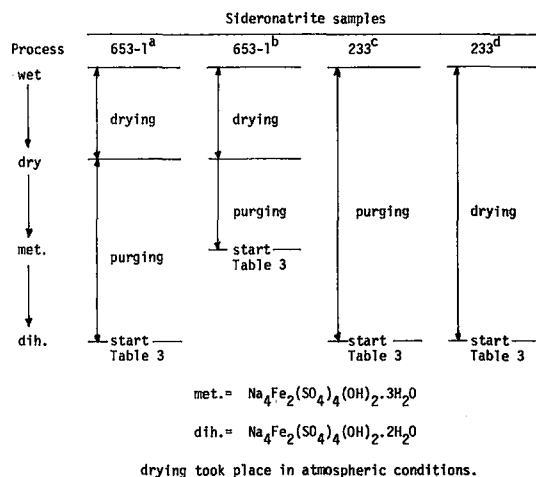 Sideronatrite samples
Process 653-1a 653-1b 233c 233d
wet
drying drying
dry
purging purging drying
purging
met. start
Table 3
dih. start start start
Table 3 Table 3 Table 3
met.= Na4Fe2(SO4)4(OH)2.3H2O
dih.= Na4Fe2(SO4)4(OH)2.2H2O
drying took place in atmospheric conditions.